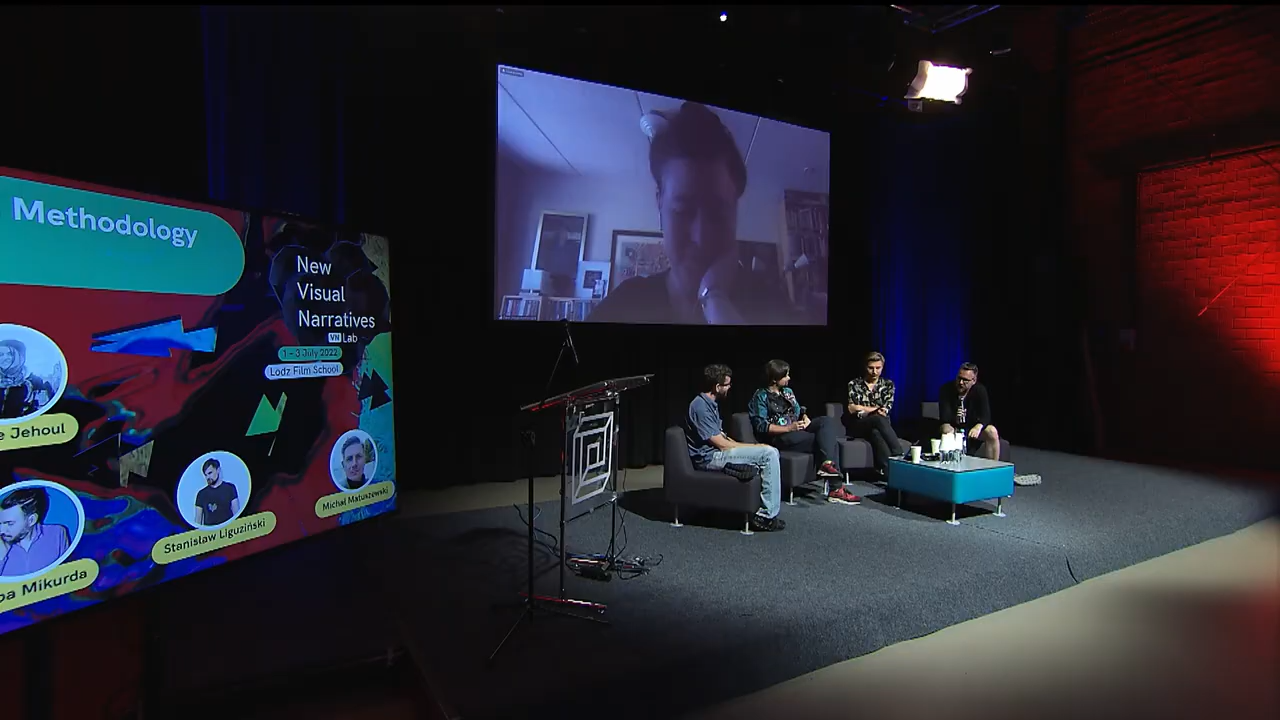 Methodology
New
Visual
Narratives
VN Lab
1 – 3 July 2022
Lodz Film School
e Jehoul
Stanisław Liguziński
Michał Matuszewski
ba Mikurda